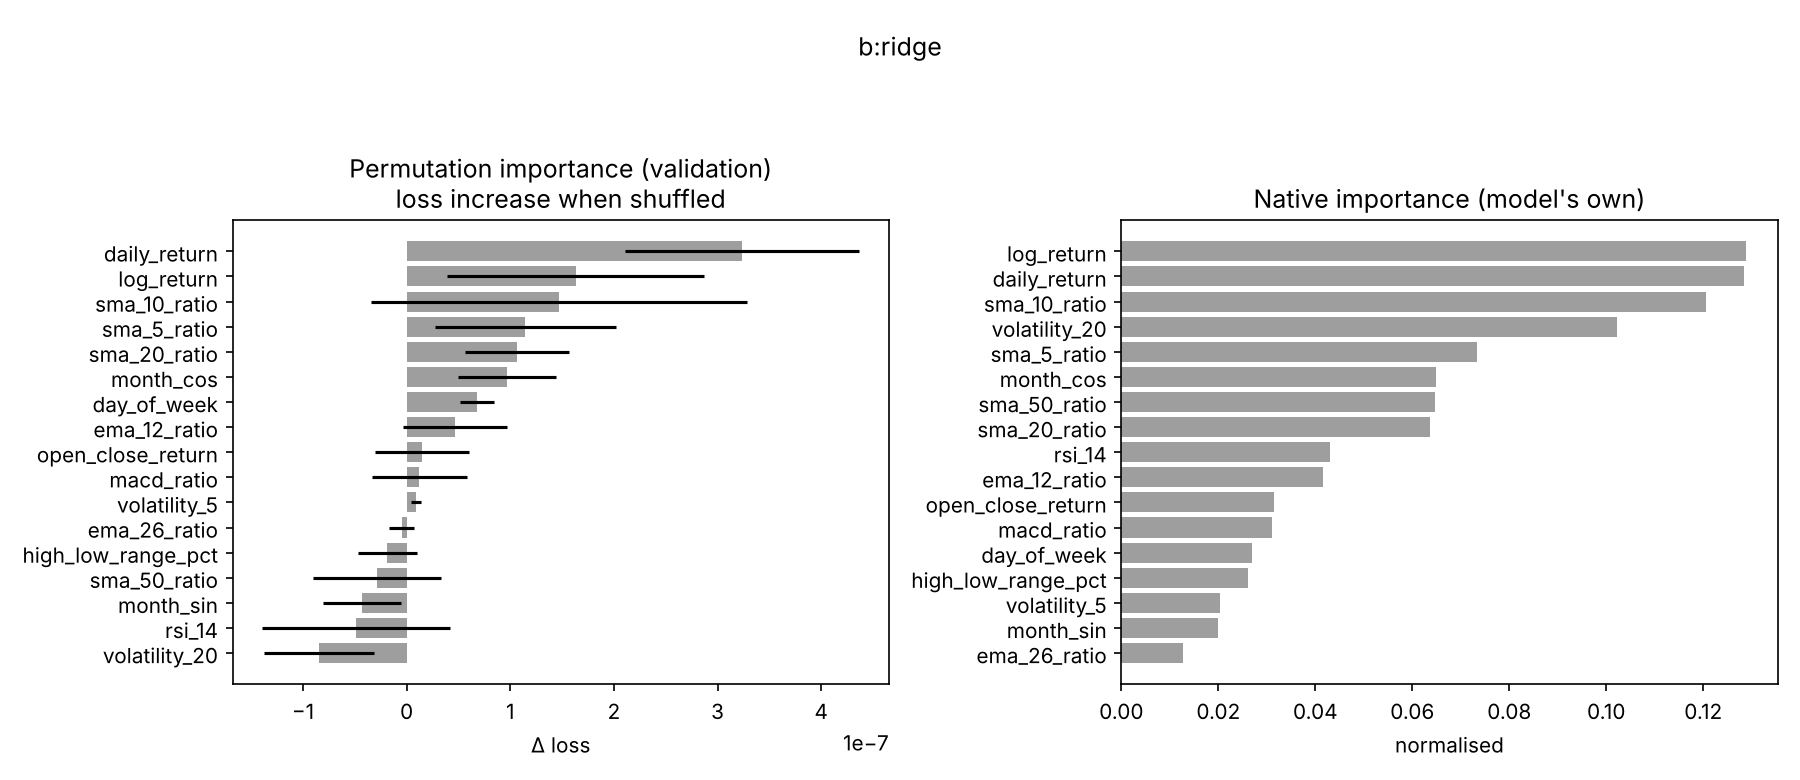 b:ridge
Permutation importance (validation)
loss increase when shuffled
daily_return
log_return
sma_10_ratio
sma_5_ratio
sma_20_ratio
month_cos
day_of_week
ema_12_ratio
open_close_return
macd_ratio
volatility_5
ema_26_ratio
high_low_range_pct
sma_50_ratio
month_sin
rsi_14
volatility_20
−1 0 1 2 3 4
Δ loss
1e−7
Native importance (model's own)
log_return
daily_return
sma_10_ratio
volatility_20
sma_5_ratio
month_cos
sma_50_ratio
sma_20_ratio
rsi_14
ema_12_ratio
open_close_return
macd_ratio
day_of_week
high_low_range_pct
volatility_5
month_sin
ema_26_ratio
0.00 0.02 0.04 0.06 0.08 0.10 0.12
normalised